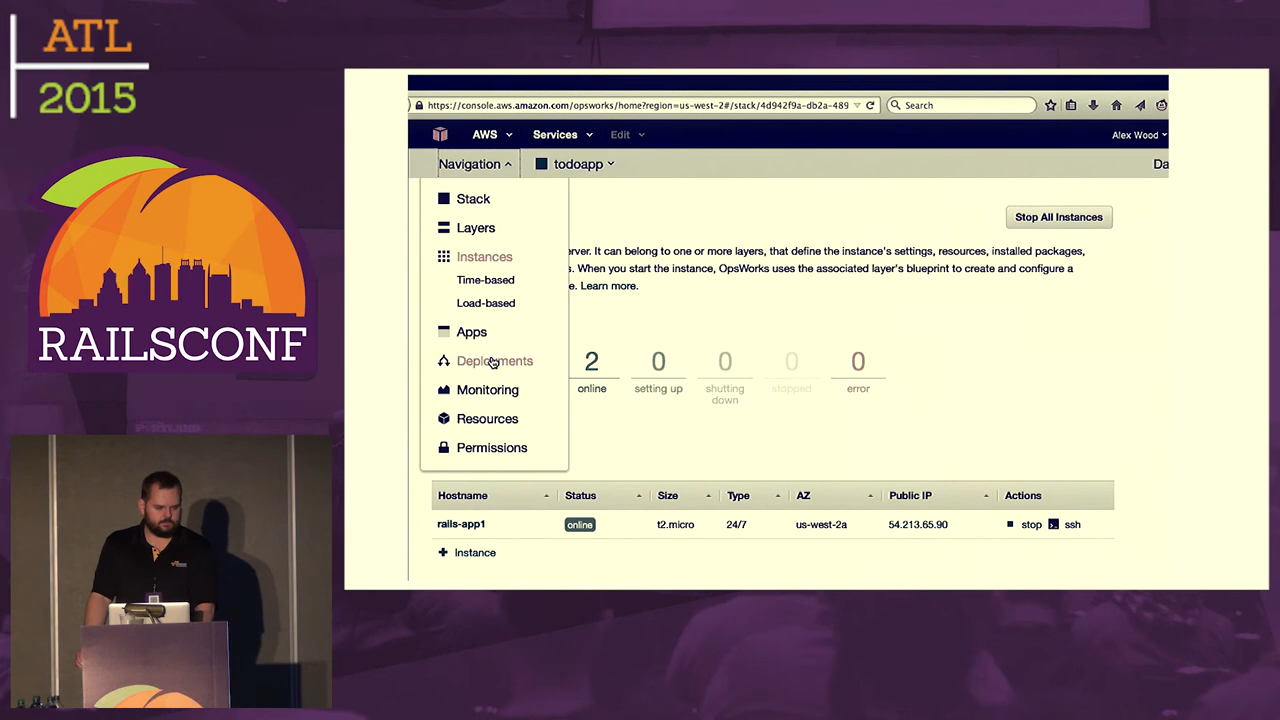 ATL
2015
RAILSCONF
https://console.aws.amazon.com/opsworks/home?region=us-west-2#/stack/4d942f9a-db2a-489
Search
AWS
Services
Edit
Alex Wood
Navigation
todoapp
Da
Stack
Layers
Instances
Time-based
Load-based
Apps
Deployments
Monitoring
Resources
Permissions
Stop All Instances
erver. It can belong to one or more layers, that define the instance's settings, resources, installed packages,
s. When you start the instance, OpsWorks uses the associated layer's blueprint to create and configure a
e. Learn more.
2 0 0 0 0
online setting up shutting down stopped error
Hostname Status Size Type AZ Public IP Actions
rails-app1 online t2.micro 24/7 us-west-2a 54.213.65.90 stop ssh
+ Instance